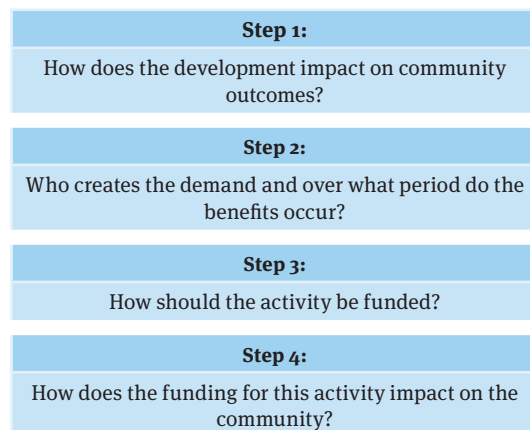 Step 1:
How does the development impact on community
outcomes?
Step 2:
Who creates the demand and over what period do the
benefits occur?
Step 3:
How should the activity be funded?
Step 4:
How does the funding for this activity impact on the
community?